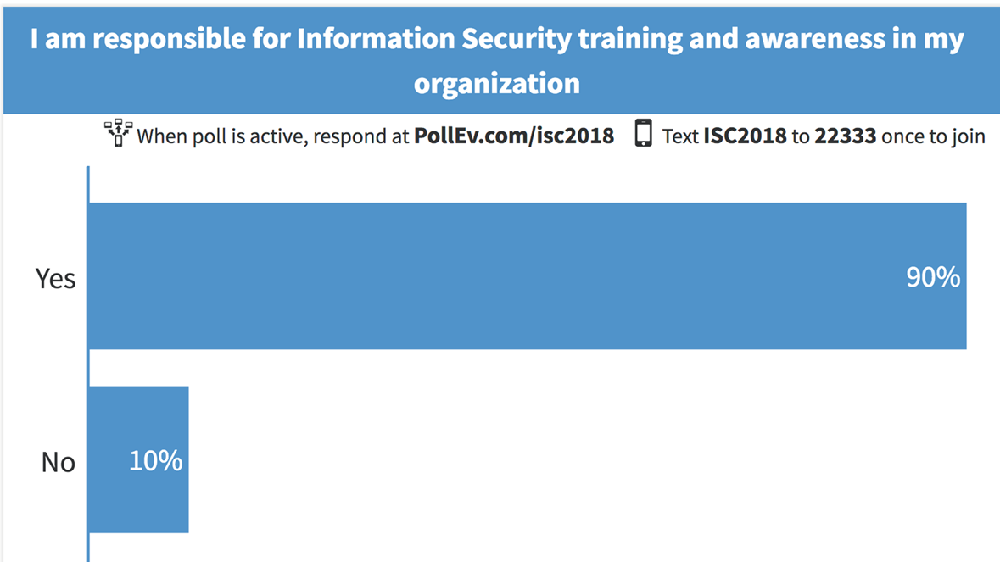 I am responsible for Information Security training and awareness in my
organization
When poll is active, respond at PollEv.com/isc2018 Text ISC2018 to 22333 once to join
Yes 90%
No 10%